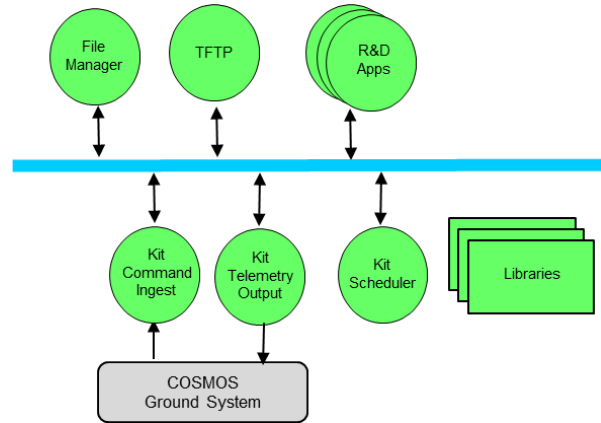 File
Manager
TFTP
R&D
Apps
Kit
Command
Ingest
Kit
Telemetry
Output
Kit
Scheduler
Libraries
COSMOS
Ground System